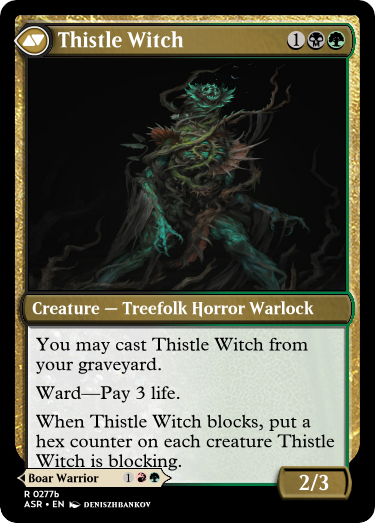 Thistle Witch 1
Creature — Treefolk Horror Warlock
You may cast Thistle Witch from
your graveyard.
Ward—Pay 3 life.
When Thistle Witch blocks, put a
hex counter on each creature Thistle
Witch is blocking.
Boar Warrior 1
2/3
R 0277b
ASR • EN DENISZHBANKOV